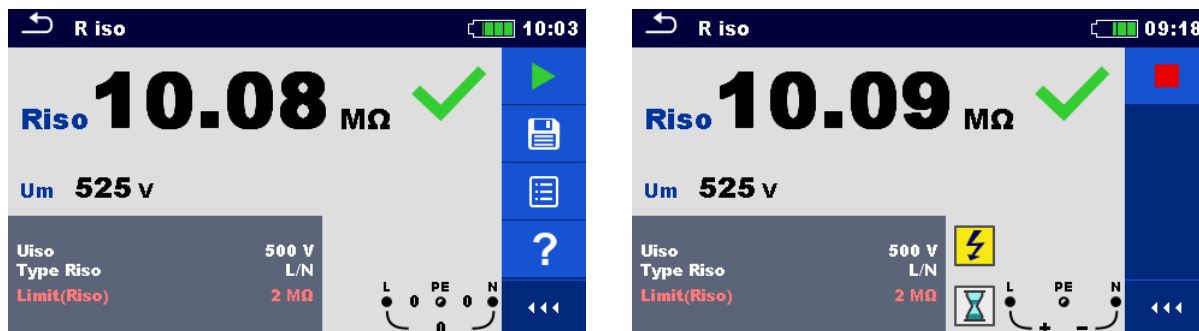 R iso 10:03
Riso 10.08 MΩ
Um 525 V
Uiso 500 V
Type Riso L/N
Limit(Riso) 2 MΩ
?
L PE N
0 0
0
R iso 09:18
Riso 10.09 MΩ
Um 525 V
Uiso 500 V
Type Riso L/N
Limit(Riso) 2 MΩ
L PE N
+ −